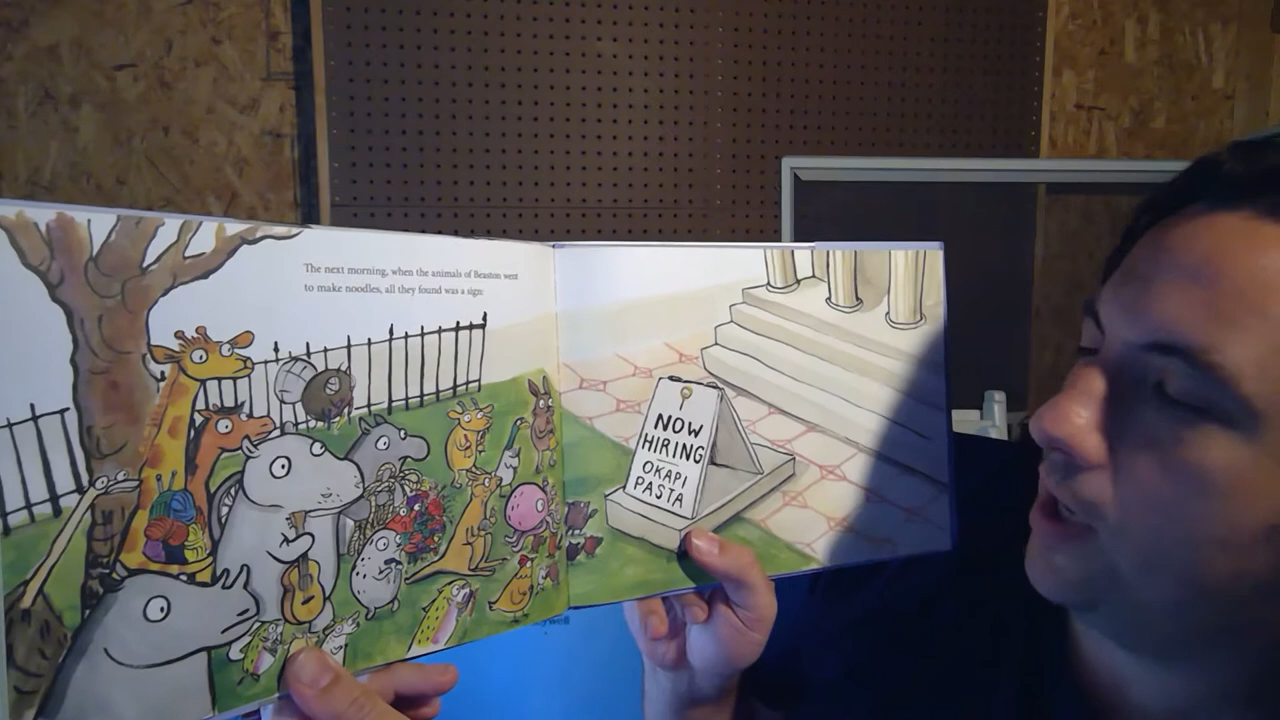 The next morning, when the animals of Beaston went
to make noodles, all they found was a sign:
NOW
HIRING
OKAPI
PASTA